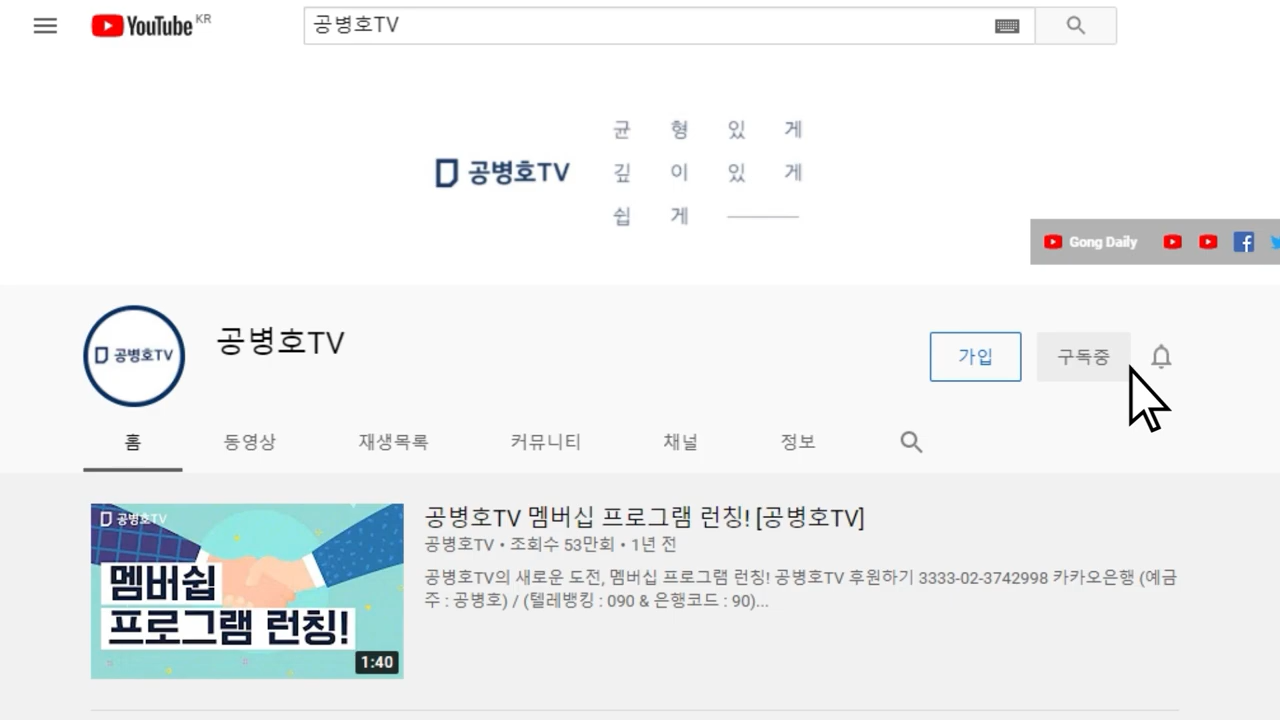 YouTube KR
공병호TV
균 형 있 게
공병호TV 깊 이 있 게
쉽 게
Gong Daily
공병호TV
공병호TV
가입 구독중
홈 동영상 재생목록 커뮤니티 채널 정보
공병호TV
멤버쉽
프로그램 런칭!
1:40
공병호TV 멤버십 프로그램 런칭! [공병호TV]
공병호TV • 조회수 53만회 • 1년 전
공병호TV의 새로운 도전, 멤버십 프로그램 런칭! 공병호TV 후원하기 3333-02-3742998 카카오은행 (예금
주 : 공병호) / (텔레뱅킹 : 090 & 은행코드 : 90)...